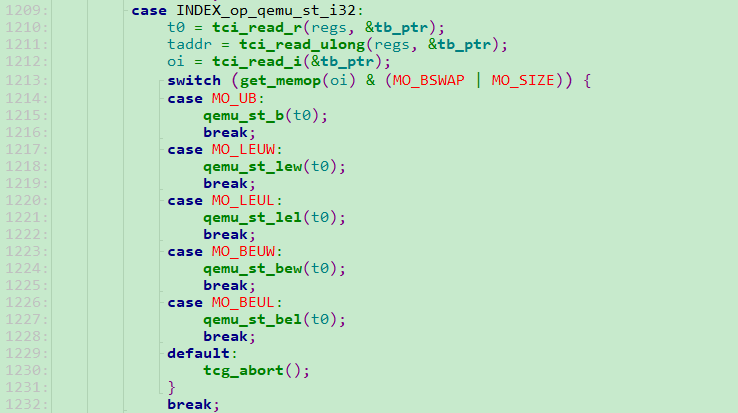 1209: case INDEX_op_qemu_st_i32:
1210: t0 = tci_read_r(regs, &tb_ptr);
1211: taddr = tci_read_ulong(regs, &tb_ptr);
1212: oi = tci_read_i(&tb_ptr);
1213: switch (get_memop(oi) & (MO_BSWAP | MO_SIZE)) {
1214: case MO_UB:
1215: qemu_st_b(t0);
1216: break;
1217: case MO_LEUW:
1218: qemu_st_lew(t0);
1219: break;
1220: case MO_LEUL:
1221: qemu_st_lel(t0);
1222: break;
1223: case MO_BEUW:
1224: qemu_st_bew(t0);
1225: break;
1226: case MO_BEUL:
1227: qemu_st_bel(t0);
1228: break;
1229: default:
1230: tcg_abort();
1231: }
1232: break;